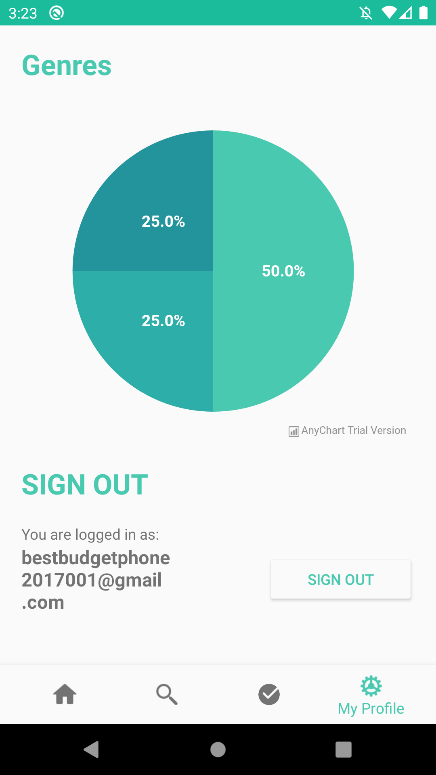 3:23
Genres
25.0%
50.0%
25.0%
AnyChart Trial Version
SIGN OUT
You are logged in as:
bestbudgetphone
2017001@gmail
.com
SIGN OUT
My Profile